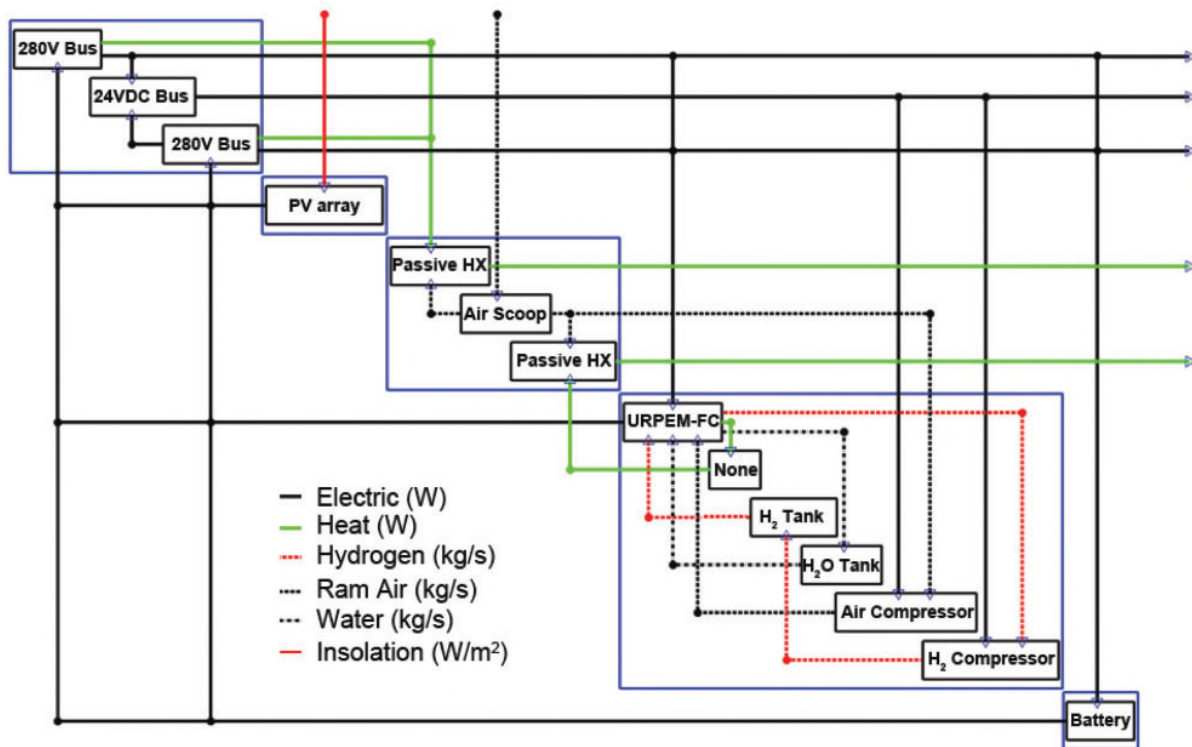 280V Bus
24VDC Bus
280V Bus
PV array
Passive HX
Air Scoop
Passive HX
URPEM-FC
None
H₂ Tank
H₂O Tank
Air Compressor
H₂ Compressor
Battery
Electric (W)
Heat (W)
Hydrogen (kg/s)
Ram Air (kg/s)
Water (kg/s)
Insolation (W/m²)